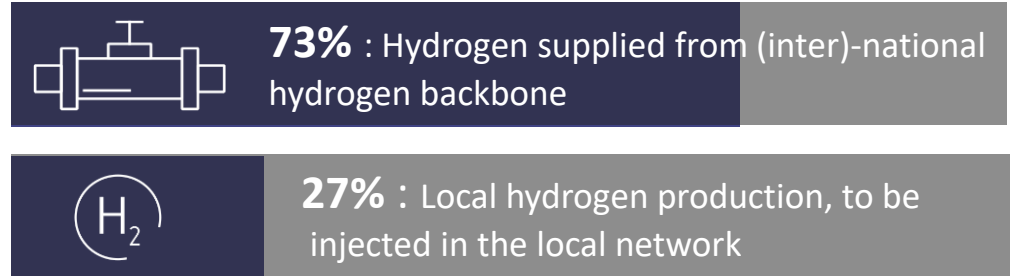 73% : Hydrogen supplied from (inter)-national
hydrogen backbone
H2
27% : Local hydrogen production, to be
injected in the local network